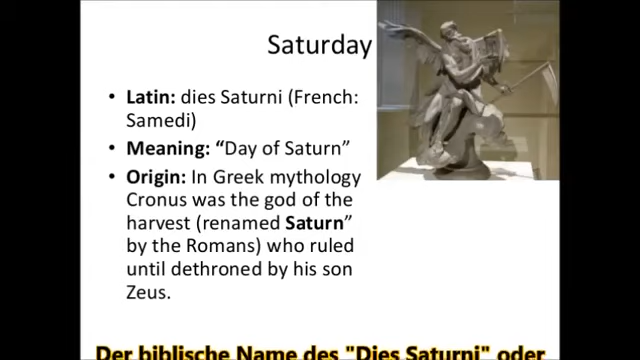 Saturday
• Latin: dies Saturni (French:
Samedi)
• Meaning: “Day of Saturn”
• Origin: In Greek mythology
Cronus was the god of the
harvest (renamed Saturn”
by the Romans) who ruled
until dethroned by his son
Zeus.
Der biblische Name des "Dies Saturni" oder